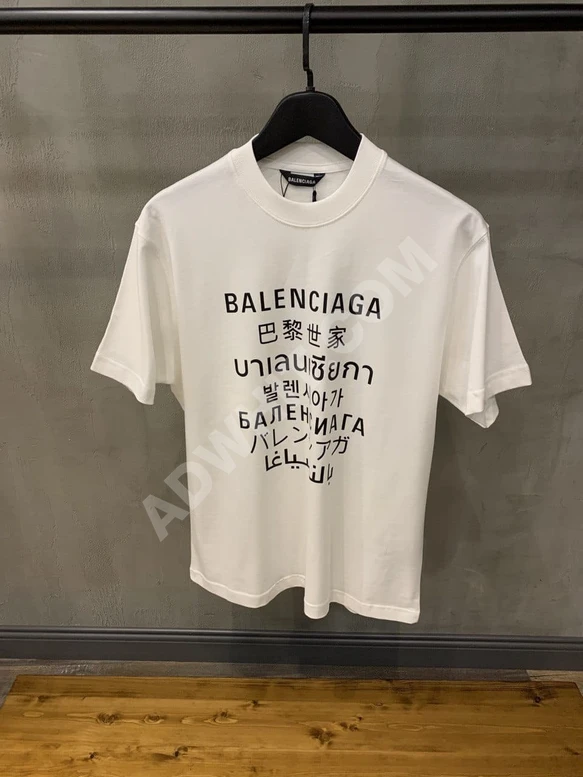 BALENCIAGA
BALENCIAGA
巴黎世家
บาเลนเซียกา
발렌시아가
БАЛЕНСИАГА
バレンシアガ
بالنسياغا